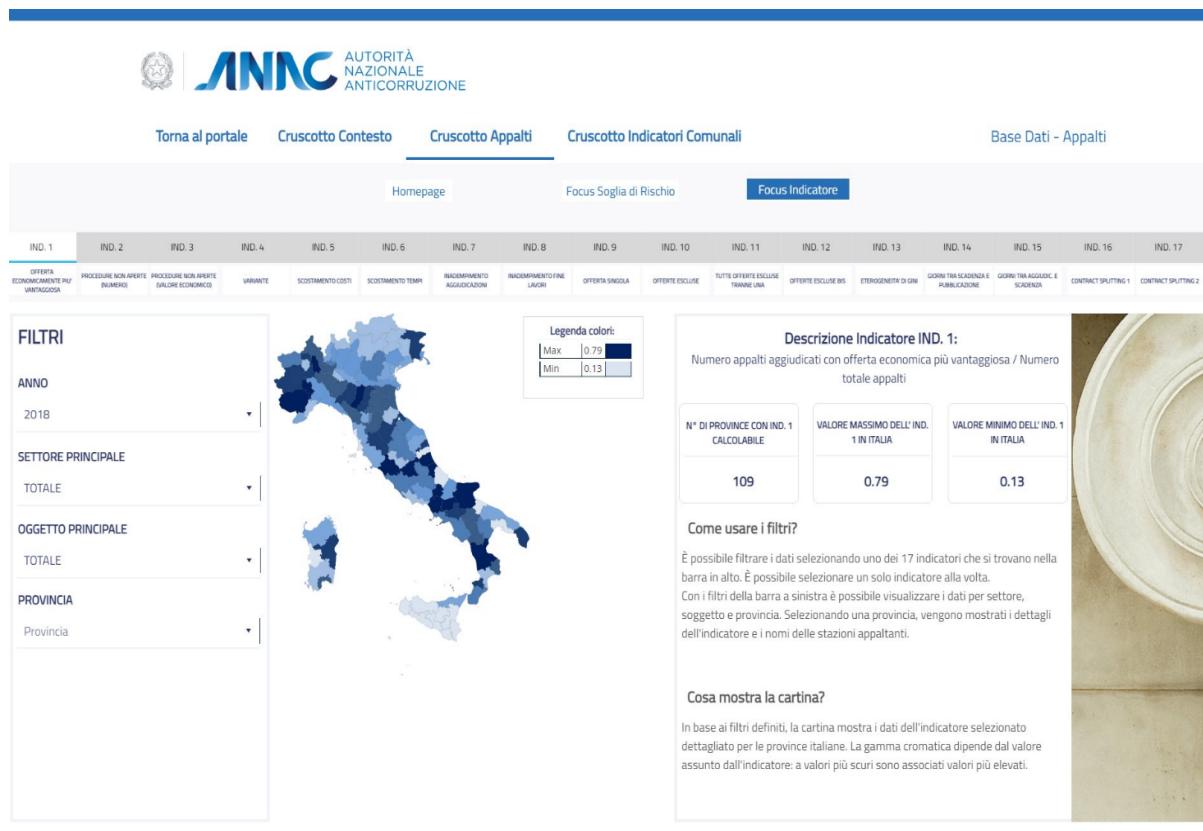 ANAC
AUTORITÀ
NAZIONALE
ANTICORRUZIONE
Torna al portale
Cruscotto Contesto
Cruscotto Appalti
Cruscotto Indicatori Comunali
Base Dati - Appalti
Homepage
Focus Soglia di Rischio
Focus Indicatore
IND. 1
IND. 2
IND. 3
IND. 4
IND. 5
IND. 6
IND. 7
IND. 8
IND. 9
IND. 10
IND. 11
IND. 12
IND. 13
IND. 14
IND. 15
IND. 16
IND. 17
OFFERTA
ECONOMICAMENTE PIU'
VANTAGGIOSA
PROCEDURE NON APERTE
(NUMERO)
PROCEDURE NON APERTE
(VALORE ECONOMICO)
VARIANTE
SCOSTAMENTO COSTI
SCOSTAMENTO TEMPI
INADEMPIMENTO
AGGIUDICAZIONI
INADEMPIMENTO FINE
LAVORI
OFFERTA SINGOLA
OFFERTE ESCLUSE
TUTTE OFFERTE ESCLUSE
TRANNE UNA
OFFERTE ESCLUSE BIS
ETEROGENEITA' DI GINI
GIORNI TRA SCADENZA E
PUBBLICAZIONE
GIORNI TRA AGGIUDIC. E
SCADENZA
CONTRACT SPLITTING 1
CONTRACT SPLITTING 2
FILTRI
ANNO
2018
SETTORE PRINCIPALE
TOTALE
OGGETTO PRINCIPALE
TOTALE
PROVINCIA
Provincia
Legenda colori:
Max 0.79
Min 0.13
Descrizione Indicatore IND. 1:
Numero appalti aggiudicati con offerta economica più vantaggiosa / Numero
totale appalti
N° DI PROVINCE CON IND. 1
CALCOLABILE
109
VALORE MASSIMO DELL' IND.
1 IN ITALIA
0.79
VALORE MINIMO DELL' IND. 1
IN ITALIA
0.13
Come usare i filtri?
È possibile filtrare i dati selezionando uno dei 17 indicatori che si trovano nella
barra in alto. È possibile selezionare un solo indicatore alla volta.
Con i filtri della barra a sinistra è possibile visualizzare i dati per settore,
soggetto e provincia. Selezionando una provincia, vengono mostrati i dettagli
dell'indicatore e i nomi delle stazioni appaltanti.
Cosa mostra la cartina?
In base ai filtri definiti, la cartina mostra i dati dell'indicatore selezionato
dettagliato per le province italiane. La gamma cromatica dipende dal valore
assunto dall'indicatore: a valori più scuri sono associati valori più elevati.